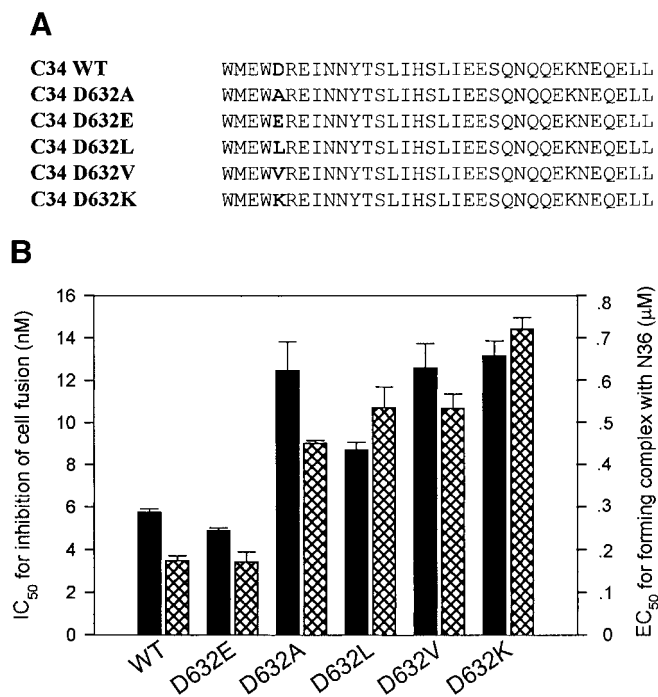 A
C34 WT WMEWDREINNYTSLIHSLIEESQNQQEKNEQELL
C34 D632A WMEWAREINNYTSLIHSLIEESQNQQEKNEQELL
C34 D632E WMEWEREINNYTSLIHSLIEESQNQQEKNEQELL
C34 D632L WMEWLREINNYTSLIHSLIEESQNQQEKNEQELL
C34 D632V WMEWVREINNYTSLIHSLIEESQNQQEKNEQELL
C34 D632K WMEWKREINNYTSLIHSLIEESQNQQEKNEQELL
B
IC50 for inhibition of cell fusion (nM)
16
14
12
10
8
6
4
2
0
.8
.7
.6
.5
.4
.3
.2
.1
0
EC50 for forming complex with N36 (µM)
WT
D632E
D632A
D632L
D632V
D632K